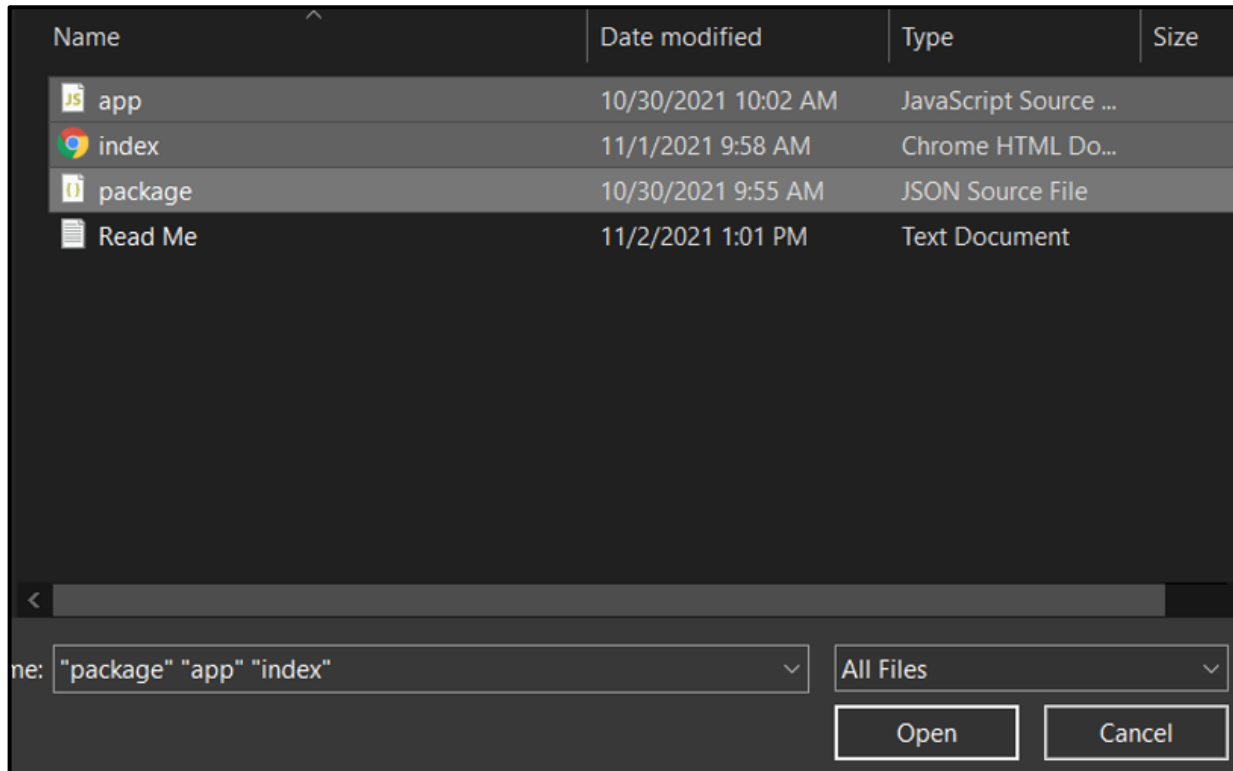 Name Date modified Type Size
JS app 10/30/2021 10:02 AM JavaScript Source ...
index 11/1/2021 9:58 AM Chrome HTML Do...
{} package 10/30/2021 9:55 AM JSON Source File
Read Me 11/2/2021 1:01 PM Text Document
me: "package" "app" "index" All Files
Open Cancel